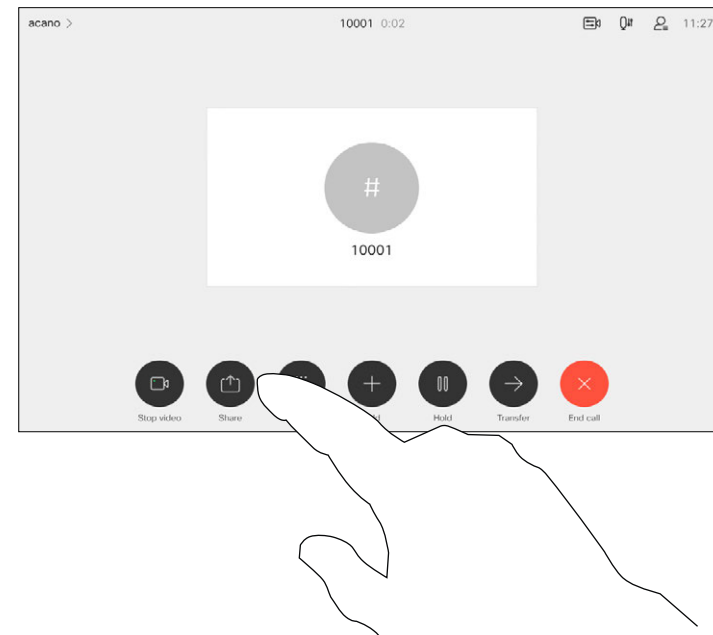 acano >
10001 0:02
11:27
#
10001
Stop video
Share
Hold
Transfer
End call